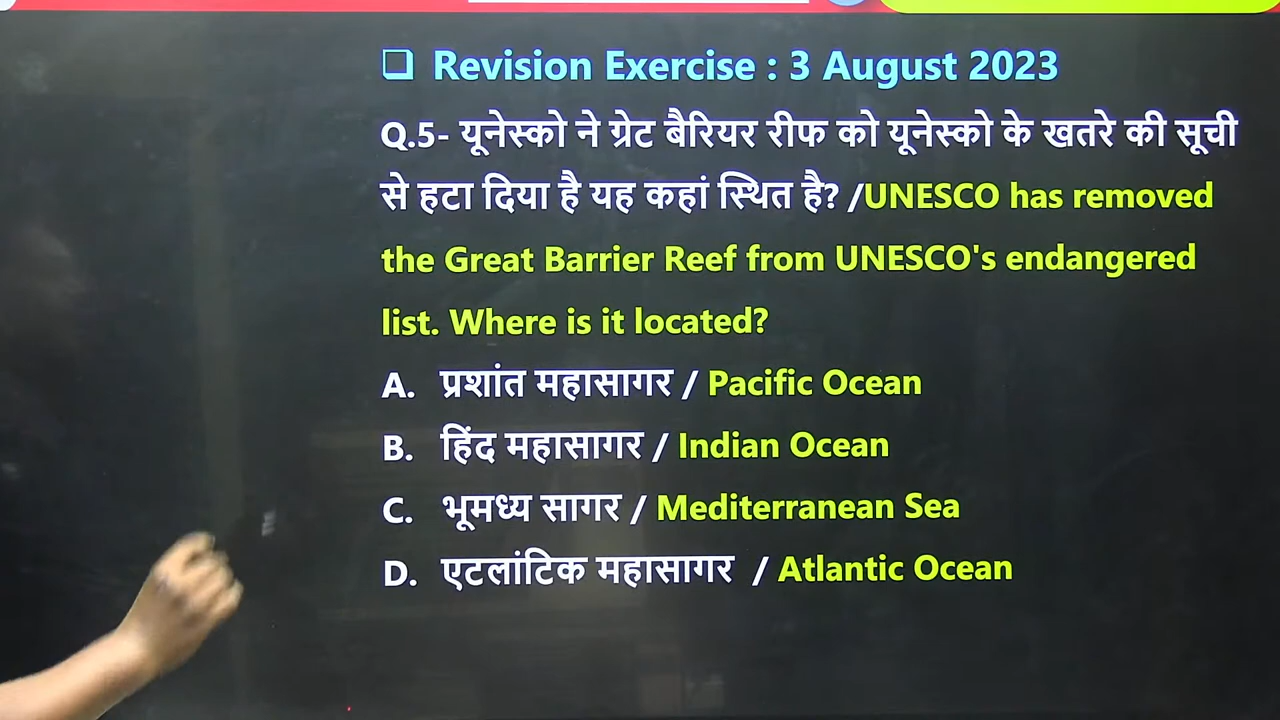 ❑ Revision Exercise : 3 August 2023
Q.5- यूनेस्को ने ग्रेट बैरियर रीफ को यूनेस्को के खतरे की सूची
से हटा दिया है यह कहां स्थित है? /UNESCO has removed
the Great Barrier Reef from UNESCO's endangered
list. Where is it located?
A. प्रशांत महासागर / Pacific Ocean
B. हिंद महासागर / Indian Ocean
C. भूमध्य सागर / Mediterranean Sea
D. एटलांटिक महासागर / Atlantic Ocean